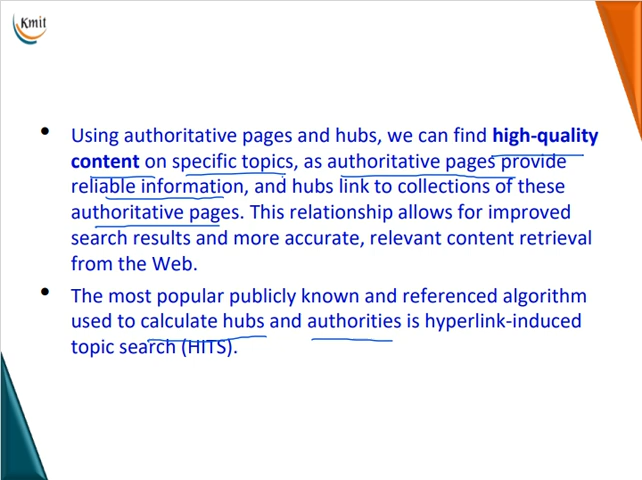 Kmit
• Using authoritative pages and hubs, we can find high-quality
content on specific topics, as authoritative pages provide
reliable information, and hubs link to collections of these
authoritative pages. This relationship allows for improved
search results and more accurate, relevant content retrieval
from the Web.
• The most popular publicly known and referenced algorithm
used to calculate hubs and authorities is hyperlink-induced
topic search (HITS).